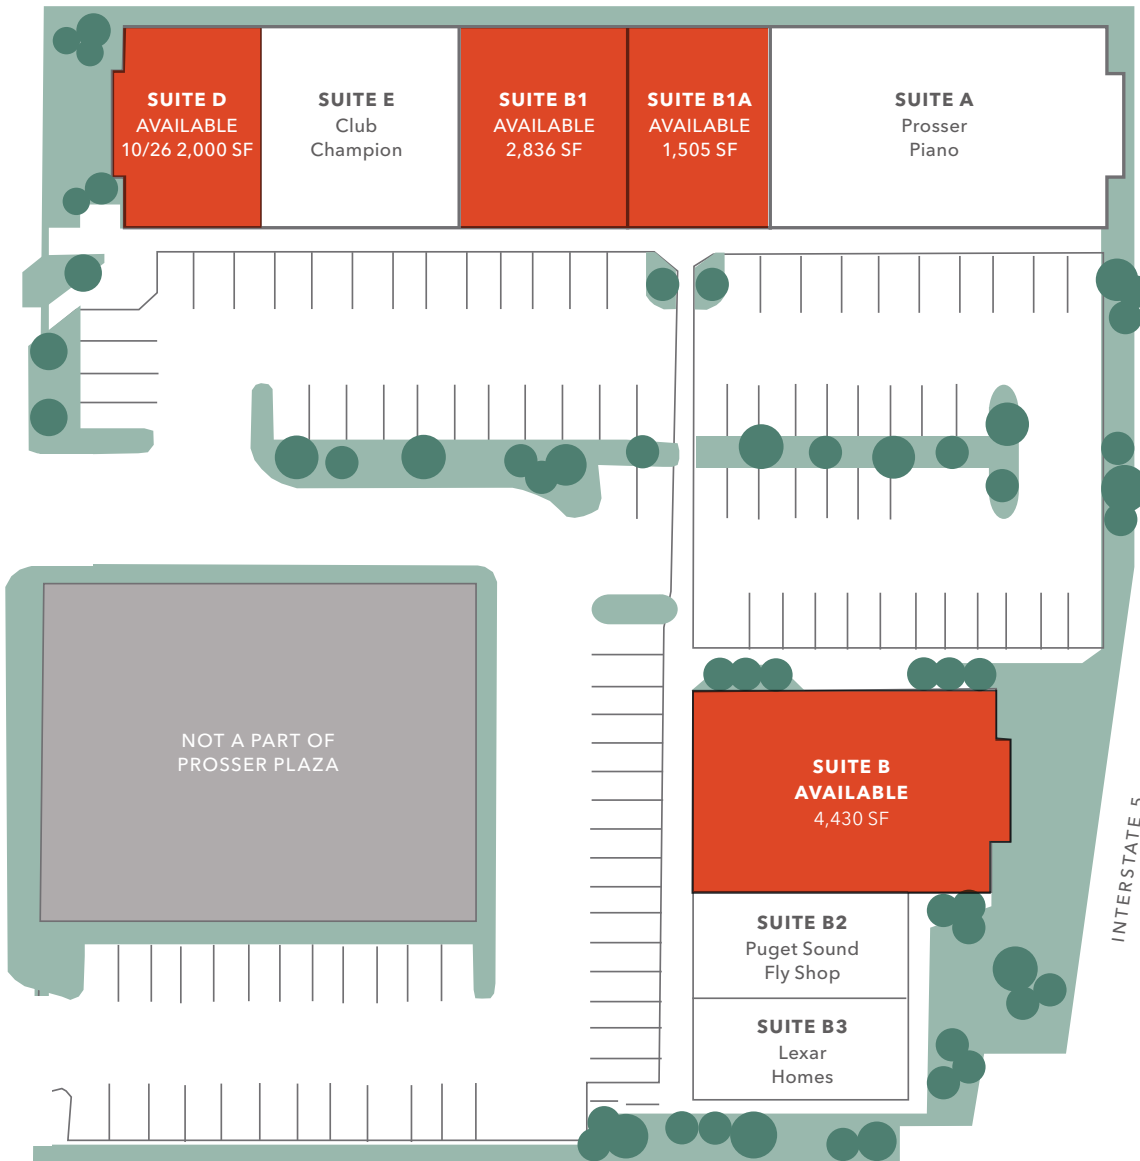 SUITE D
AVAILABLE
10/26 2,000 SF
SUITE E
Club
Champion
SUITE B1
AVAILABLE
2,836 SF
SUITE B1A
AVAILABLE
1,505 SF
SUITE A
Prosser
Piano
NOT A PART OF
PROSSER PLAZA
SUITE B
AVAILABLE
4,430 SF
INTERSTATE 5
SUITE B2
Puget Sound
Fly Shop
SUITE B3
Lexar
Homes